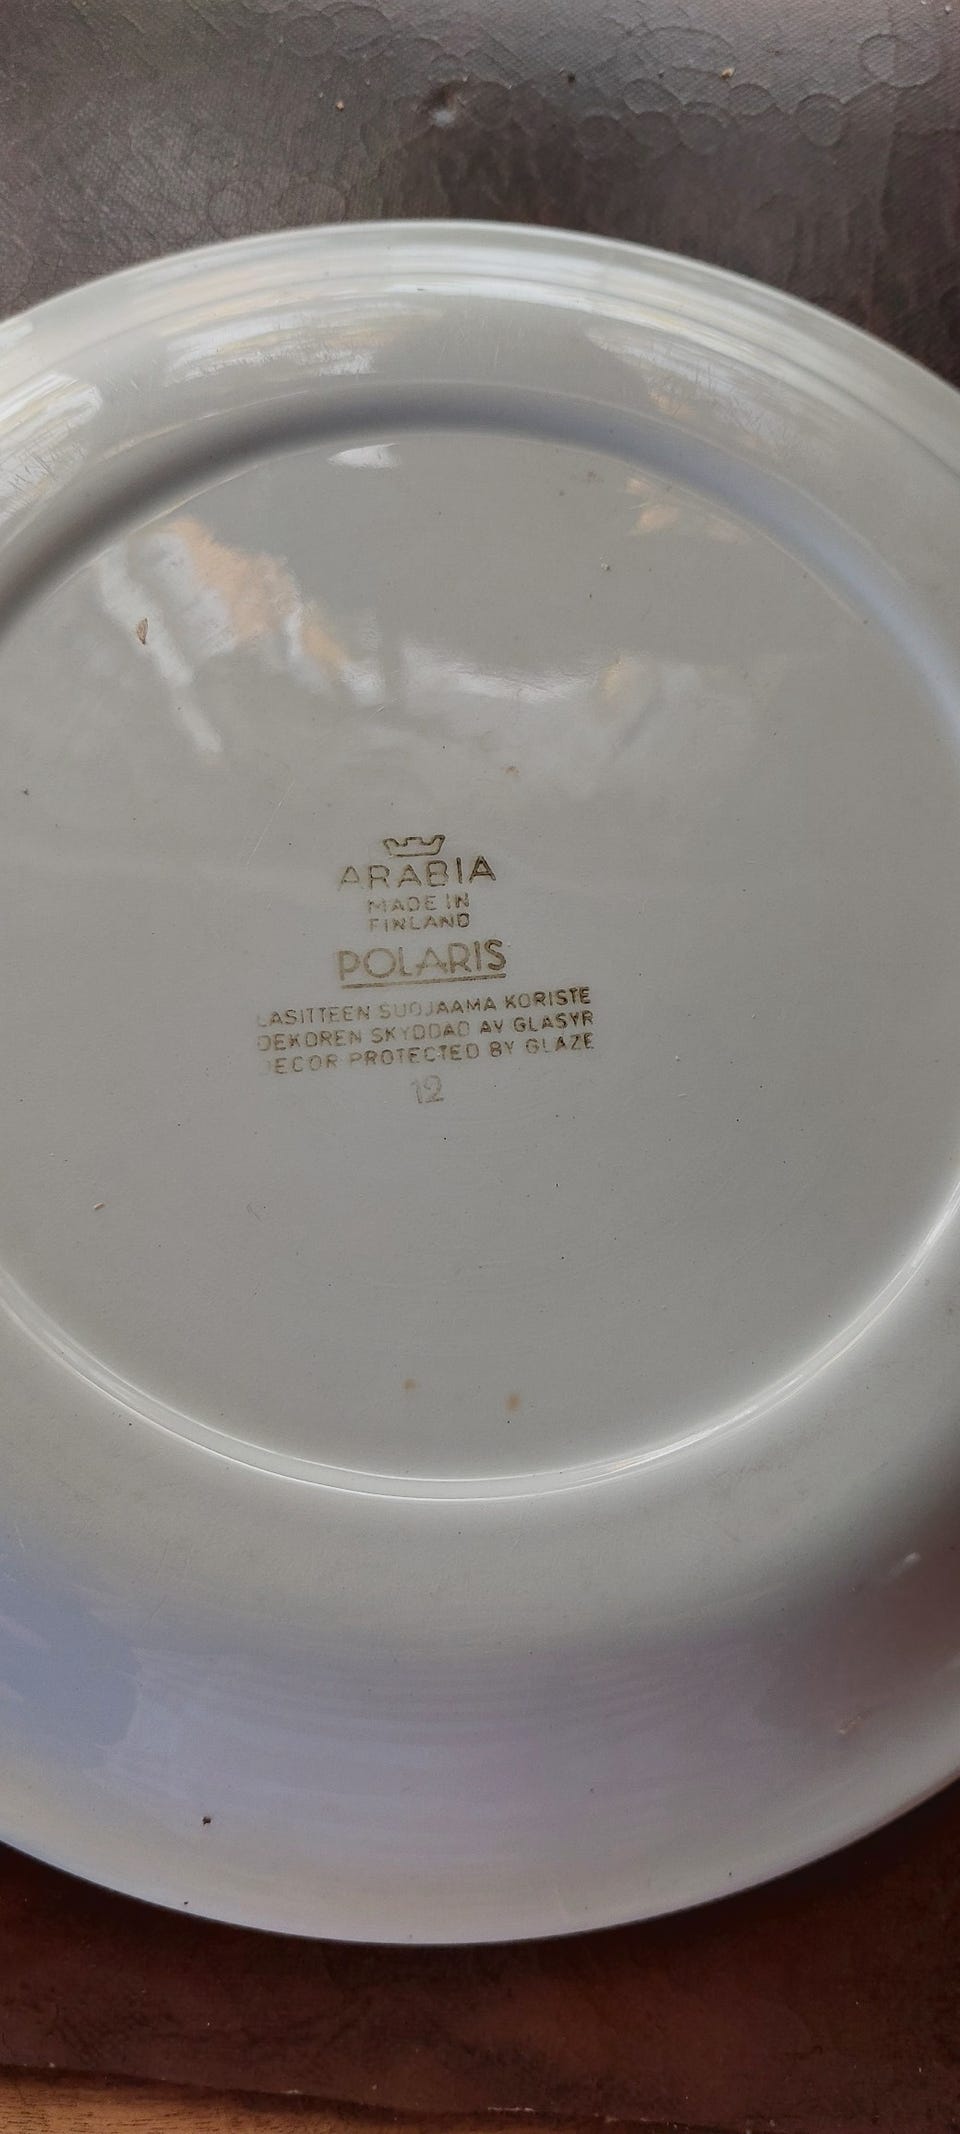 ARABIA
MADE IN
FINLAND
POLARIS
LASITTEEN SUOJAAMA KORISTE
DEKOREN SKYDDAD AV GLASYR
DECOR PROTECTED BY GLAZE
12